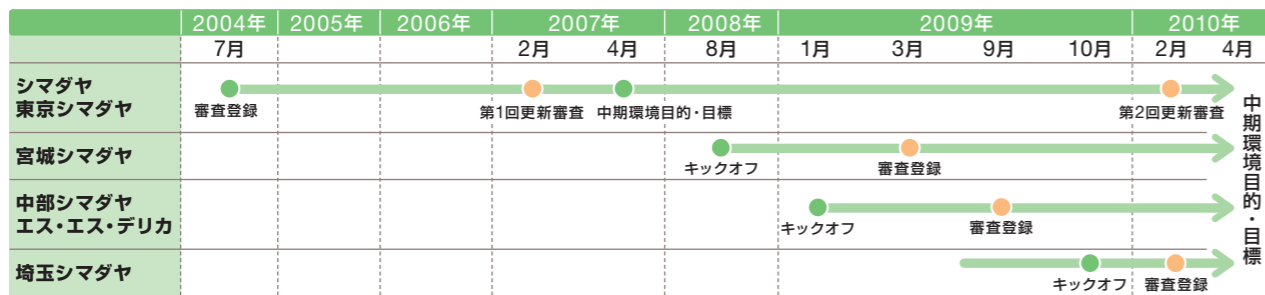 2004年 2005年 2006年 2007年 2008年 2009年 2010年
7月 2月 4月 8月 1月 3月 9月 10月 2月 4月
シマダヤ
東京シマダヤ
審査登録 第1回更新審査 中期環境目的・目標 第2回更新審査
宮城シマダヤ
キックオフ 審査登録
中部シマダヤ
エス・エス・デリカ
キックオフ 審査登録
埼玉シマダヤ
キックオフ 審査登録
中期環境目的・目標